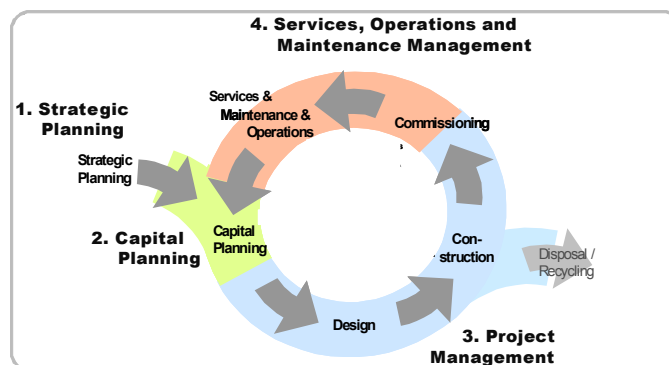 4. Services, Operations and
Maintenance Management
1. Strategic
Planning
Services &
Maintenance &
Operations
Commissioning
Strategic
Planning
2. Capital
Planning
Capital
Planning
Con-
struction
Disposal /
Recycling
Design
3. Project
Management